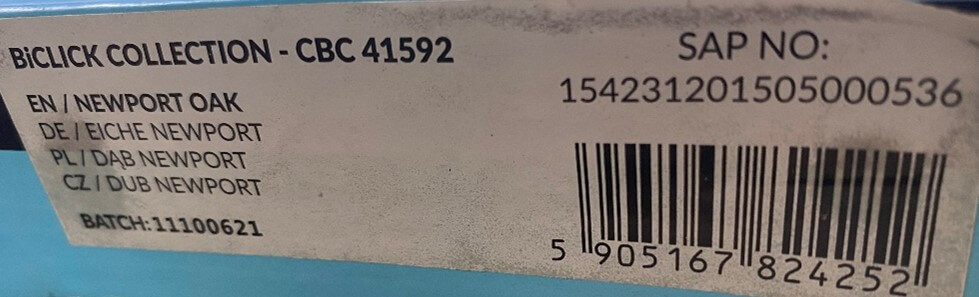 BiCLICK COLLECTION - CBC 41592
EN / NEWPORT OAK
DE / EICHE NEWPORT
PL / DĄB NEWPORT
CZ / DUB NEWPORT
BATCH:11100621
SAP NO:
154231201505000536
5 905167 824252